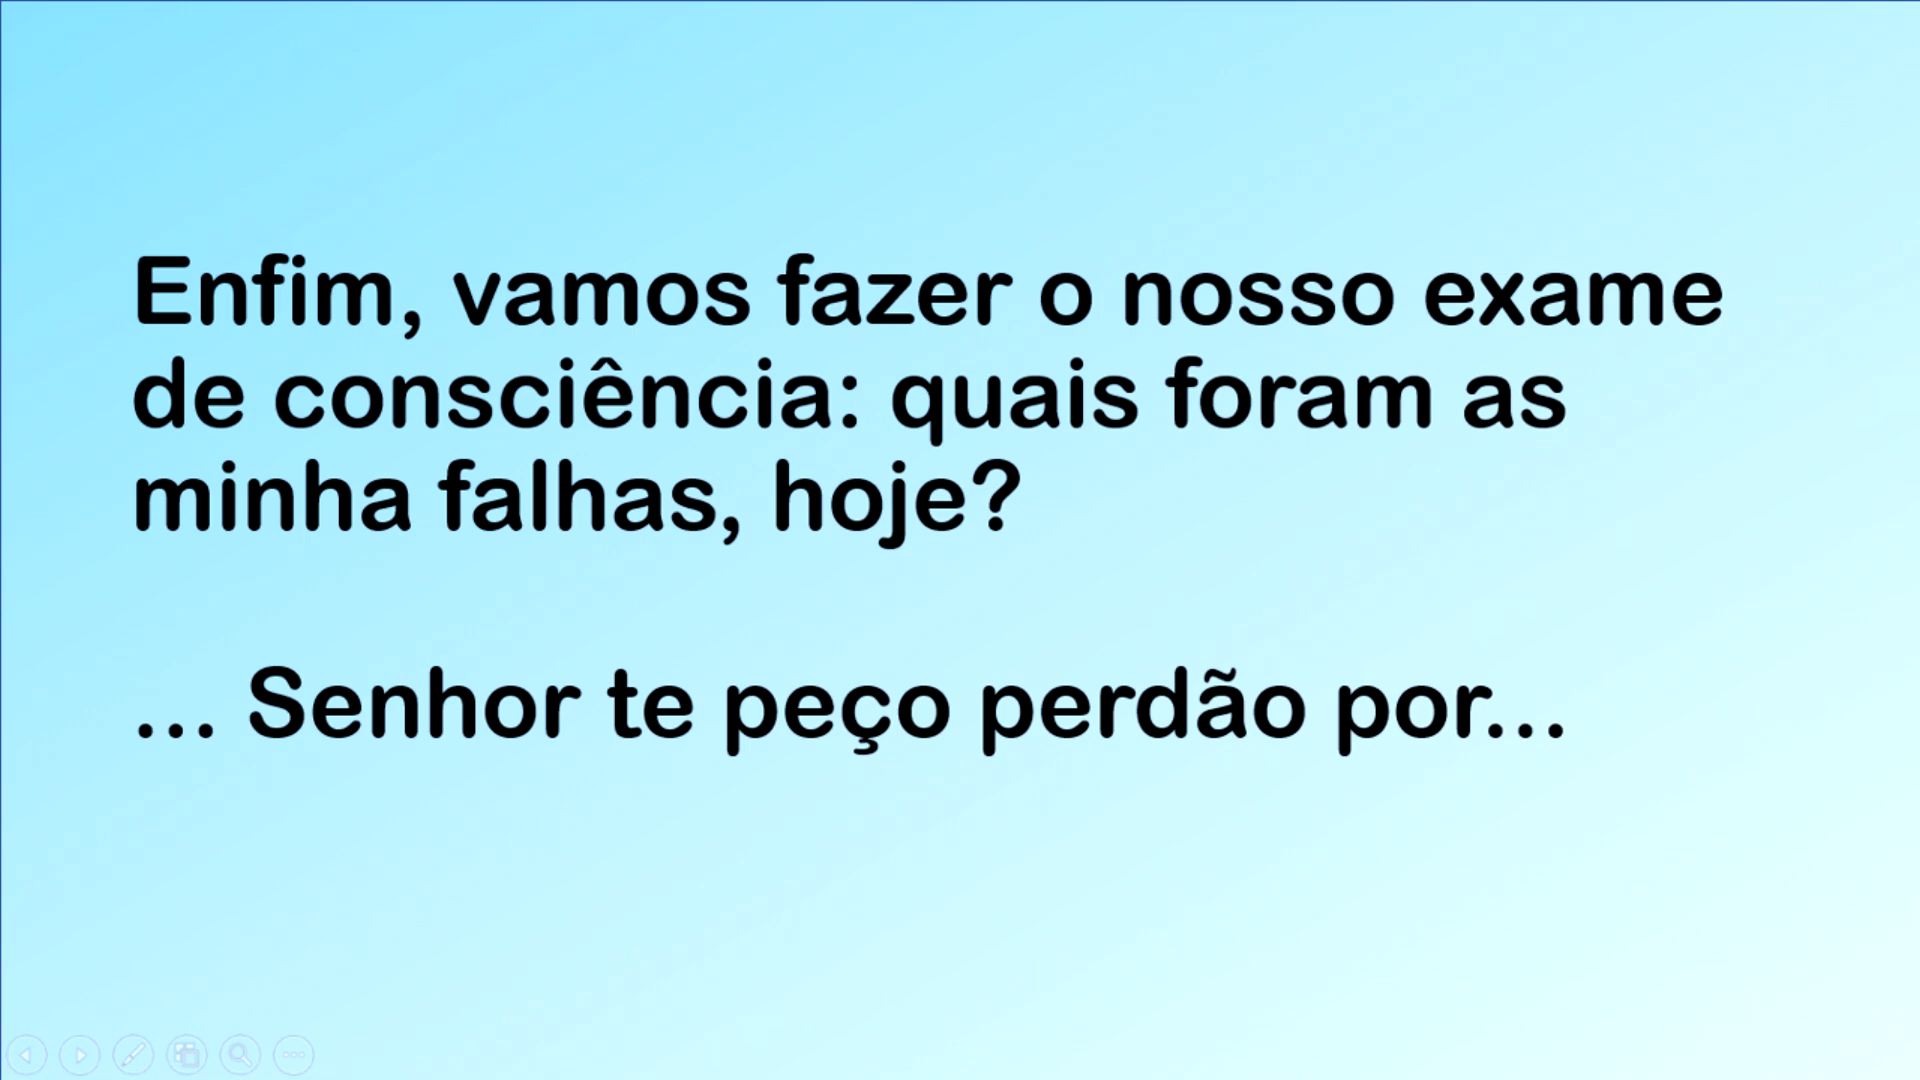 Enfim, vamos fazer o nosso exame
de consciência: quais foram as
minha falhas, hoje?
... Senhor te peço perdão por...